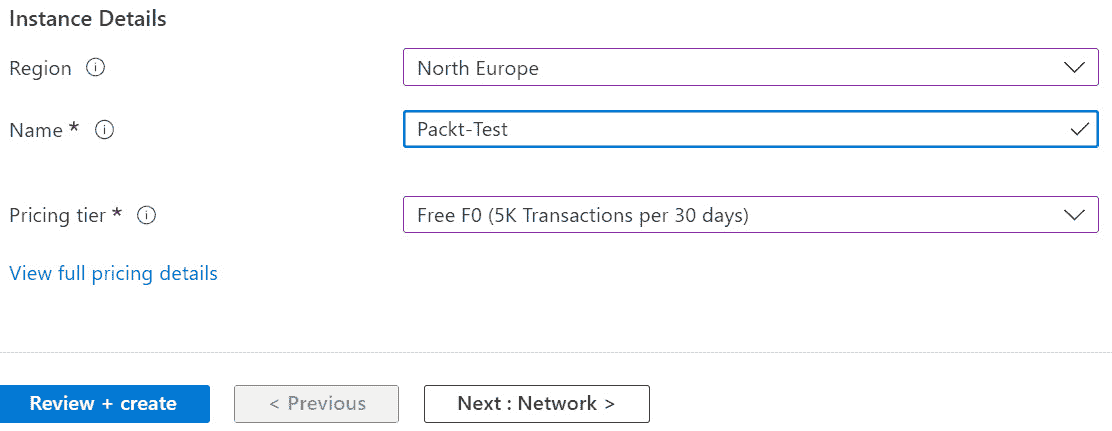 Instance Details
Region
North Europe
Name *
Packt-Test
Pricing tier *
Free F0 (5K Transactions per 30 days)
View full pricing details
Review + create
< Previous
Next : Network >